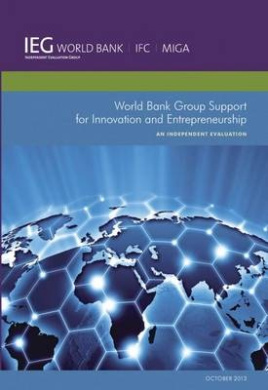 IEG WORLD BANK | IFC | MIGA
INDEPENDENT EVALUATION GROUP
World Bank Group Support
for Innovation and Entrepreneurship
AN INDEPENDENT EVALUATION
OCTOBER 2013